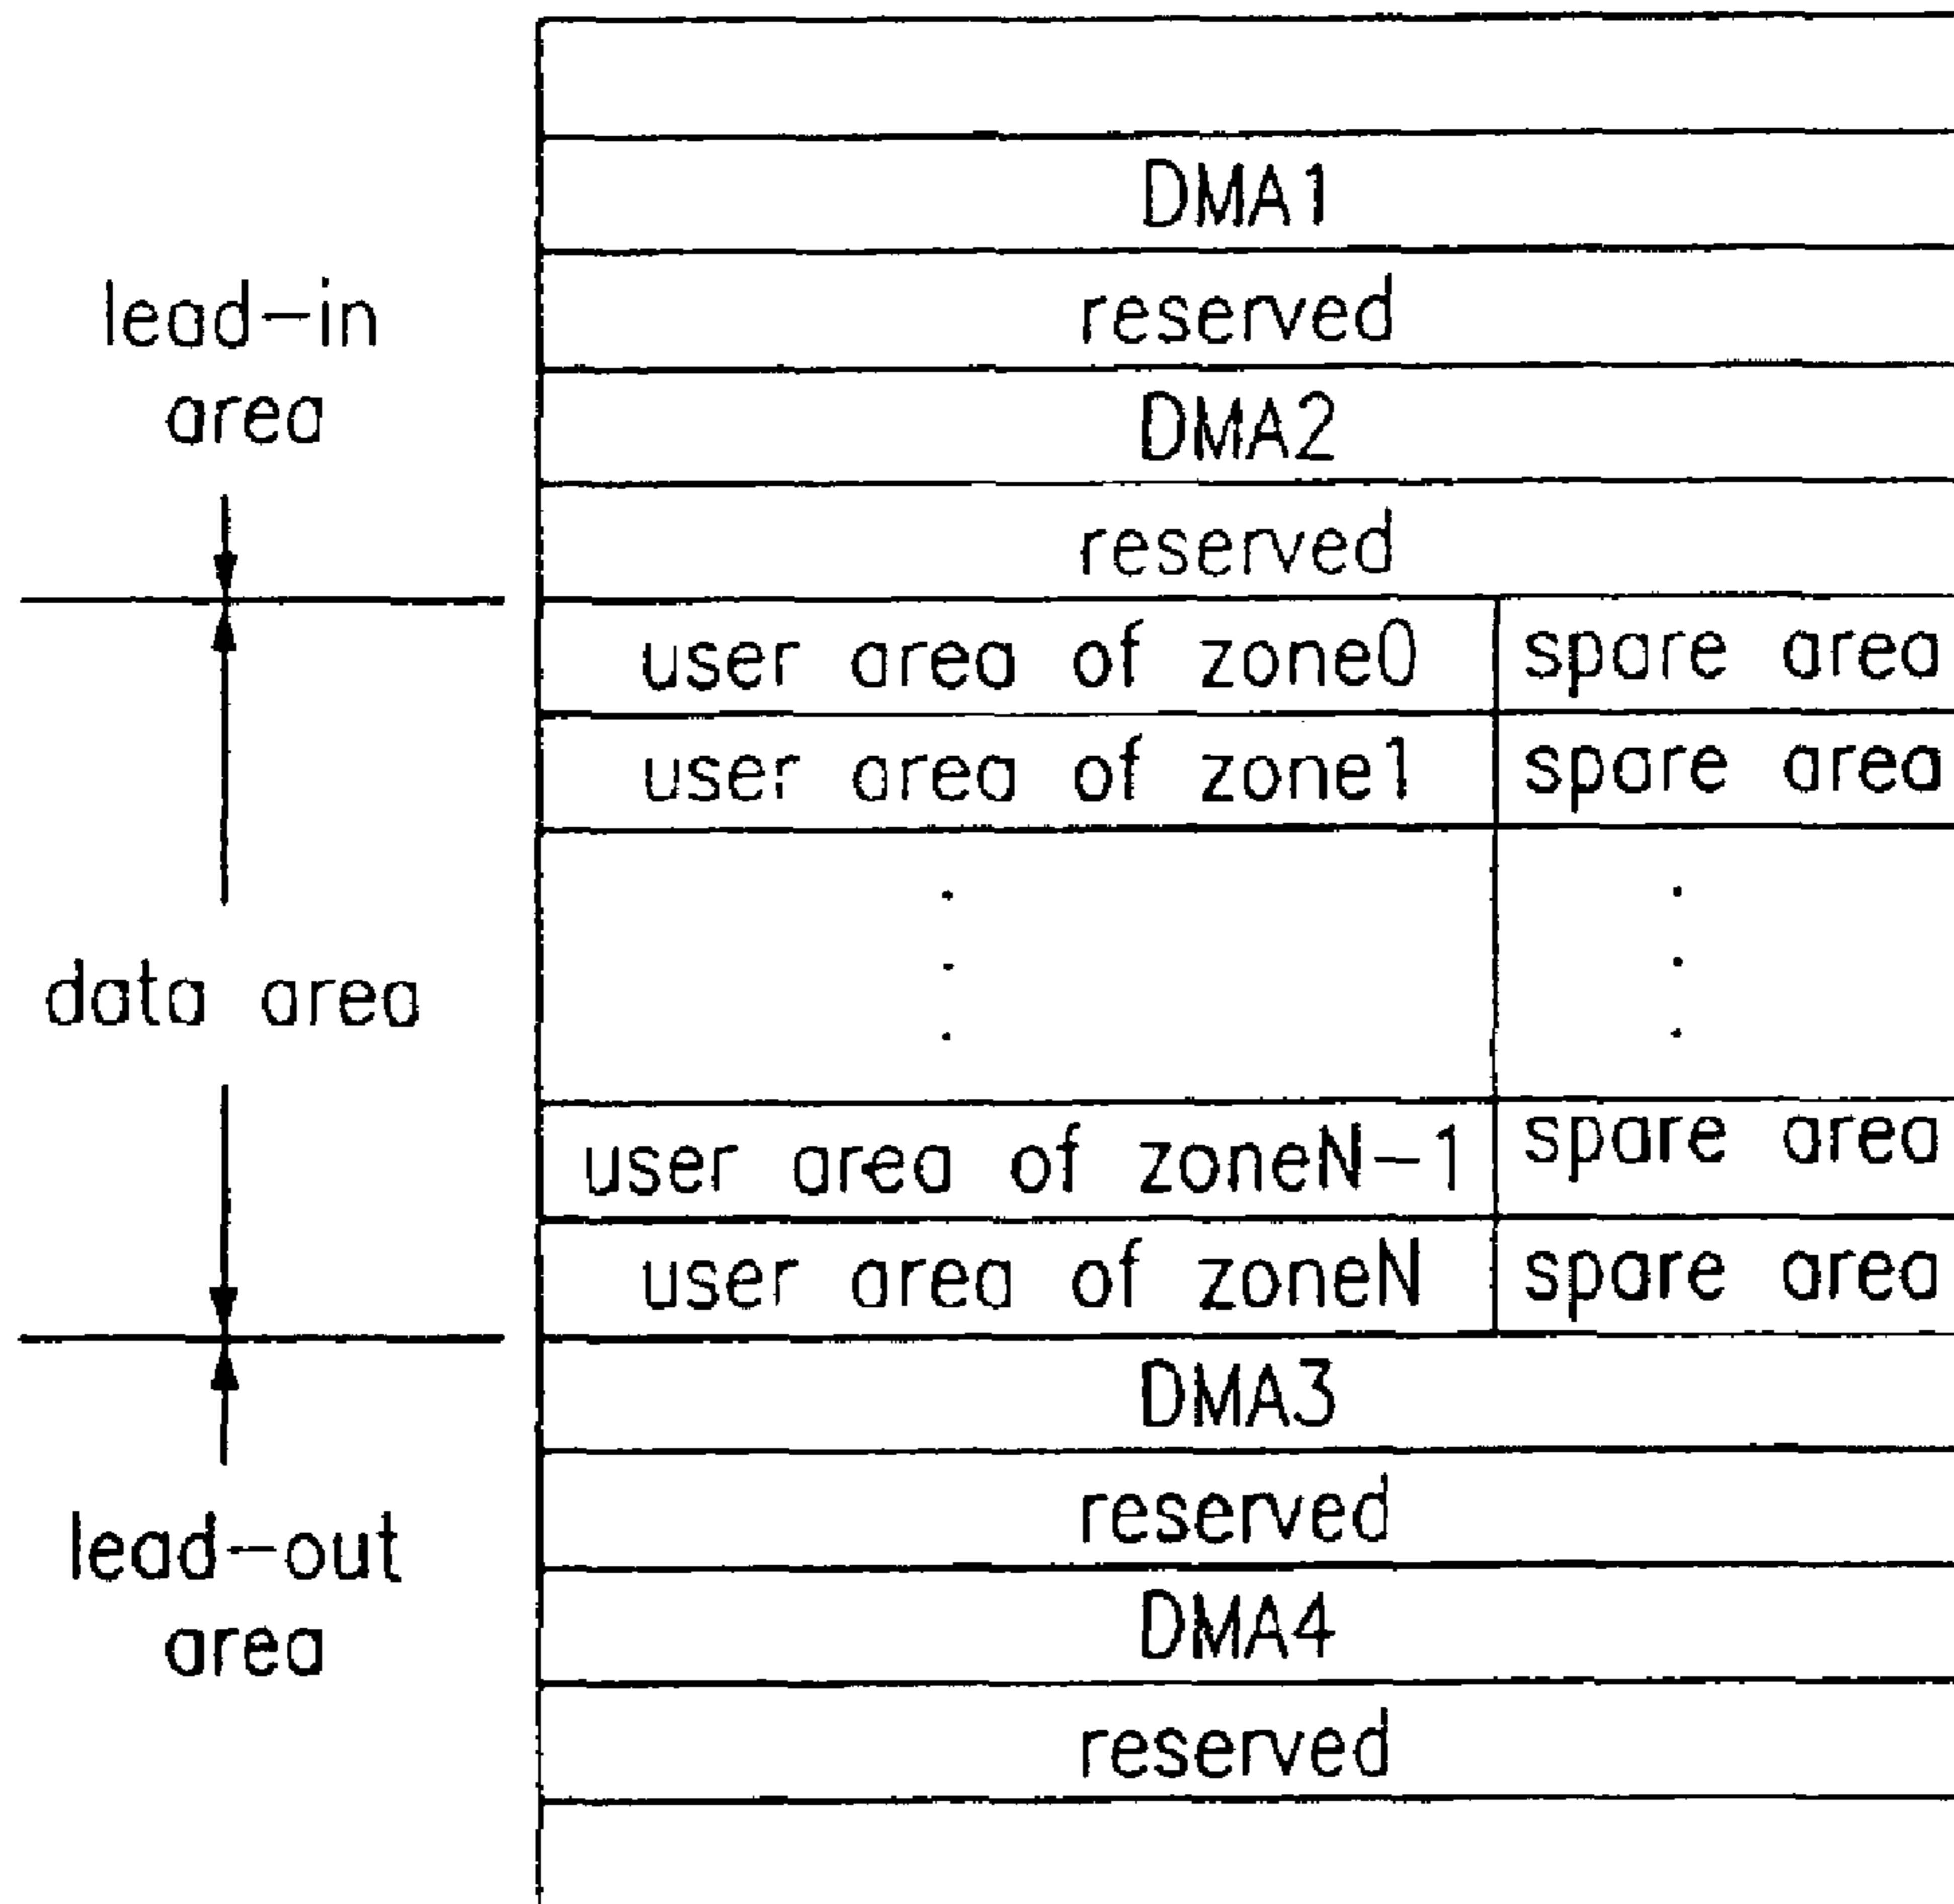 DMA1
lead-in
area
reserved
DMA2
reserved
user area of zone0 spare area
user area of zone1 spare area
data area
user area of zoneN-1 spare area
user area of zoneN spare area
DMA3
reserved
lead-out
area
DMA4
reserved